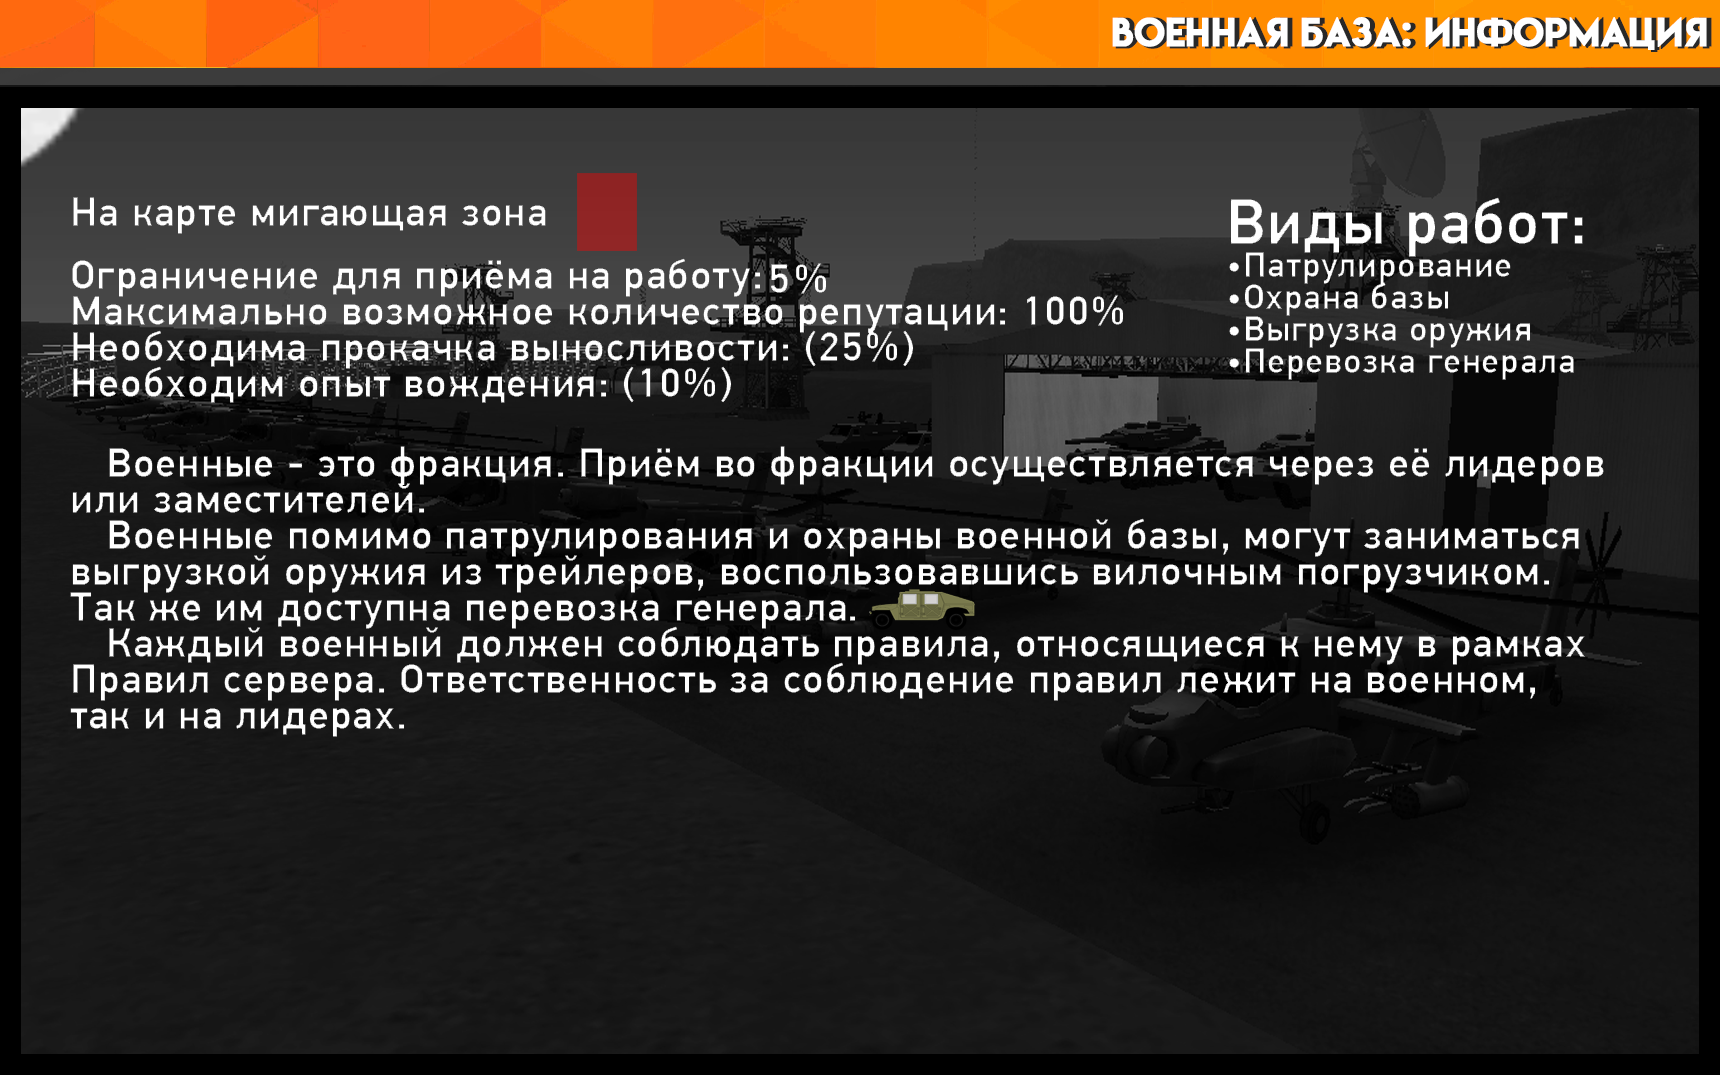 ВОЕННАЯ БАЗА: ИНФОРМАЦИЯ
На карте мигающая зона
Ограничение для приёма на работу: 5%
Максимально возможное количество репутации: 100%
Необходима прокачка выносливости: (25%)
Необходим опыт вождения: (10%)
Виды работ:
•Патрулирование
•Охрана базы
•Выгрузка оружия
•Перевозка генерала
Военные - это фракция. Приём во фракции осуществляется через её лидеров
или заместителей.
Военные помимо патрулирования и охраны военной базы, могут заниматься
выгрузкой оружия из трейлеров, воспользовавшись вилочным погрузчиком.
Так же им доступна перевозка генерала.
Каждый военный должен соблюдать правила, относящиеся к нему в рамках
Правил сервера. Ответственность за соблюдение правил лежит на военном,
так и на лидерах.